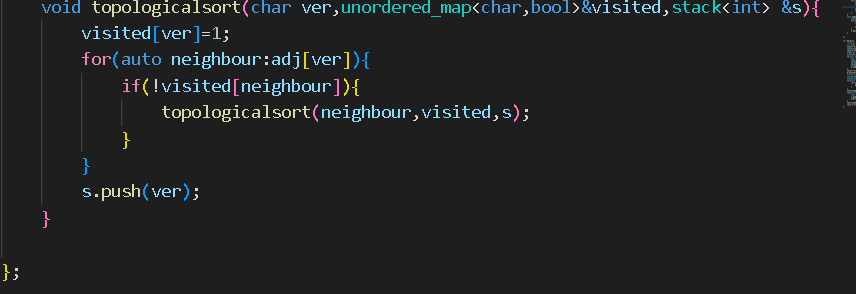 void topologicalsort(char ver,unordered_map<char,bool>&visited,stack<int> &s){
visited[ver]=1;
for(auto neighbour:adj[ver]){
if(!visited[neighbour]){
topologicalsort(neighbour,visited,s);
}
}
s.push(ver);
}
};